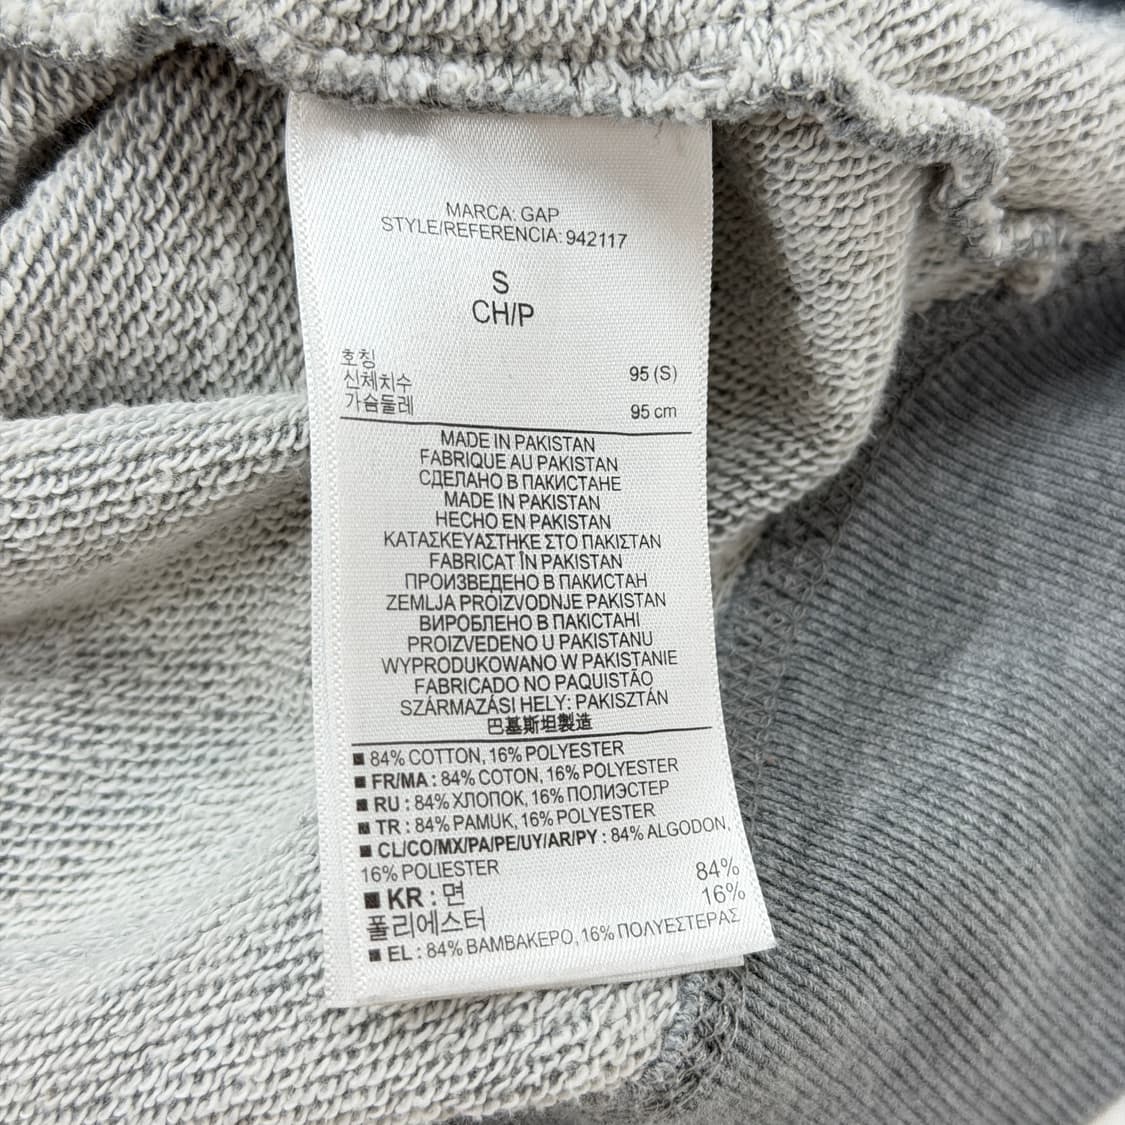 MARCA: GAP
STYLE/REFERENCIA: 942117
S
CH/P
호칭
신체치수 95 (S)
가슴둘레 95 cm
MADE IN PAKISTAN
FABRIQUE AU PAKISTAN
СДЕЛАНО В ПАКИСТАНЕ
MADE IN PAKISTAN
HECHO EN PAKISTAN
ΚΑΤΑΣΚΕΥΑΣΤΗΚΕ ΣΤΟ ΠΑΚΙΣΤΑΝ
FABRICAT ÎN PAKISTAN
ПРОИЗВЕДЕНО В ПАКИСТАН
ZEMLJA PROIZVODNJE PAKISTAN
ВИРОБЛЕНО В ПАКІСТАНІ
PROIZVEDENO U PAKISTANU
WYPRODUKOWANO W PAKISTANIE
FABRICADO NO PAQUISTÃO
SZÁRMAZÁSI HELY: PAKISZTÁN
巴基斯坦製造
■ 84% COTTON, 16% POLYESTER
■ FR/MA : 84% COTON, 16% POLYESTER
■ RU : 84% ХЛОПОК, 16% ПОЛИЭСТЕР
■ TR : 84% PAMUK, 16% POLYESTER
■ CL/CO/MX/PA/PE/UY/AR/PY : 84% ALGODON,
16% POLIESTER
■ KR : 면 84%
폴리에스터 16%
■ EL : 84% ΒΑΜΒΑΚΕΡΟ, 16% ΠΟΛΥΕΣΤΕΡΑΣ